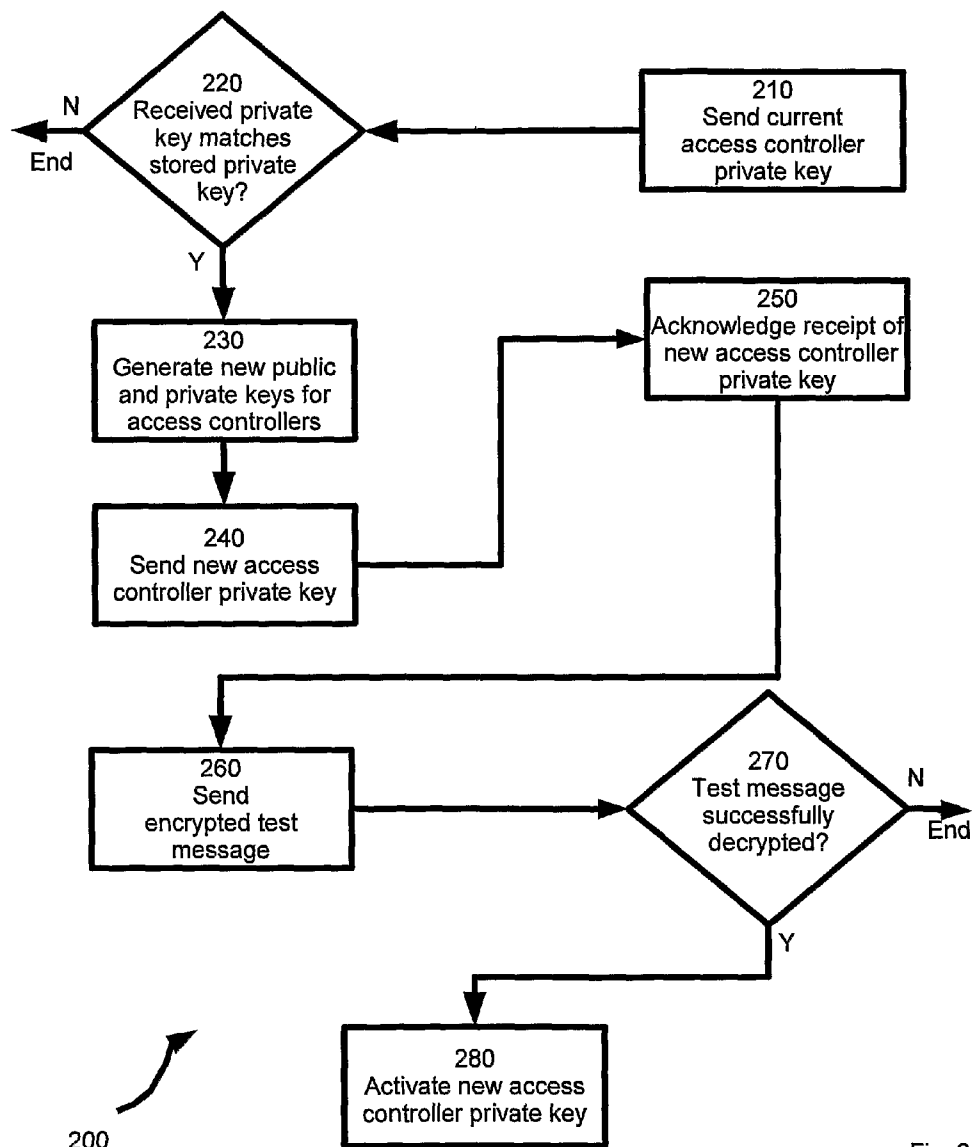 220
Received private
key matches
stored private
key?
N
End
Y
210
Send current
access controller
private key
230
Generate new public
and private keys for
access controllers
250
Acknowledge receipt of
new access controller
private key
240
Send new access
controller private key
260
Send
encrypted test
message
270
Test message
successfully
decrypted?
N
End
Y
280
Activate new access
controller private key
200